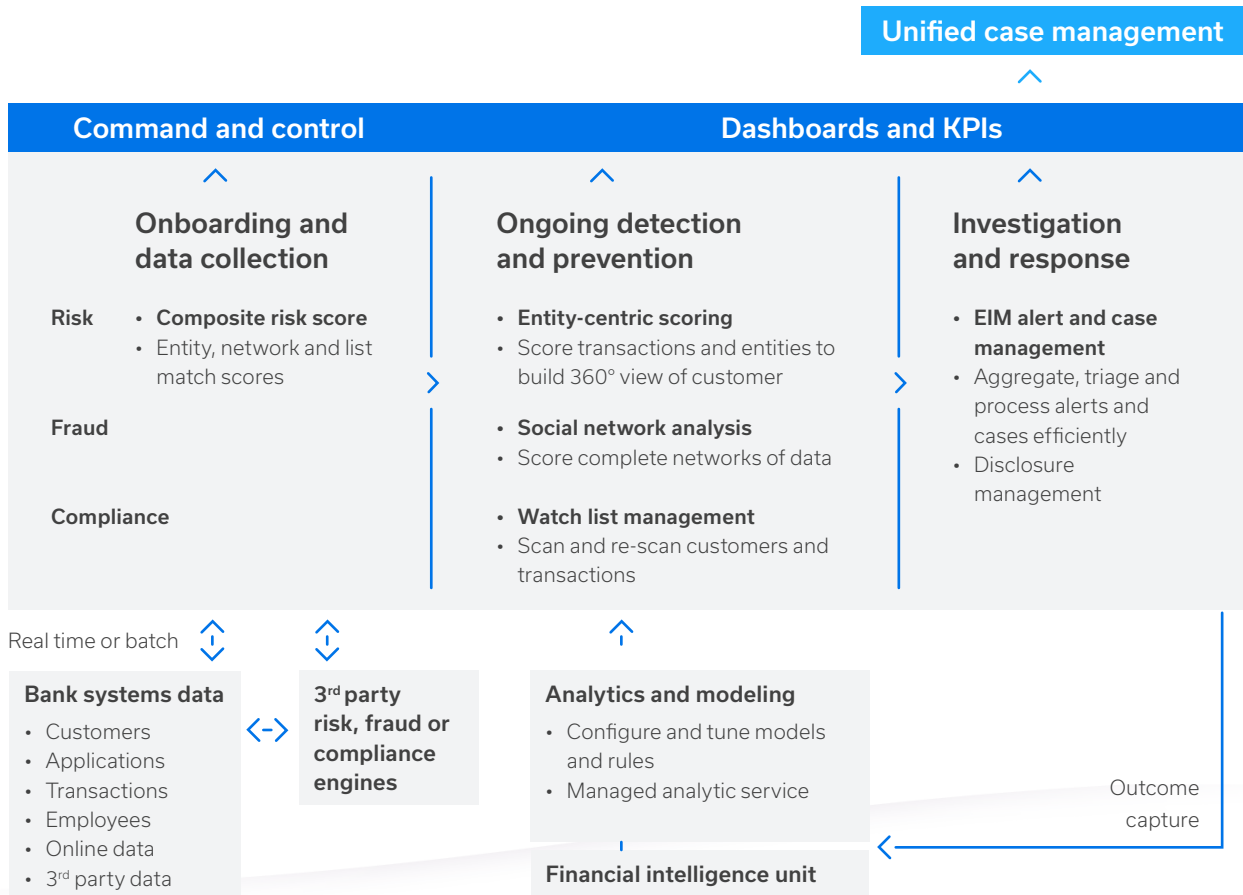 Unified case management
Command and control
Dashboards and KPIs
Onboarding and
data collection
Risk
• Composite risk score
• Entity, network and list
match scores
Fraud
Compliance
Ongoing detection
and prevention
• Entity-centric scoring
• Score transactions and entities to
build 360° view of customer
• Social network analysis
• Score complete networks of data
• Watch list management
• Scan and re-scan customers and
transactions
Investigation
and response
• EIM alert and case
management
• Aggregate, triage and
process alerts and
cases efficiently
• Disclosure
management
Real time or batch
Bank systems data
• Customers
• Applications
• Transactions
• Employees
• Online data
• 3rd party data
3rd party
risk, fraud or
compliance
engines
Analytics and modeling
• Configure and tune models
and rules
• Managed analytic service
Financial intelligence unit
Outcome
capture